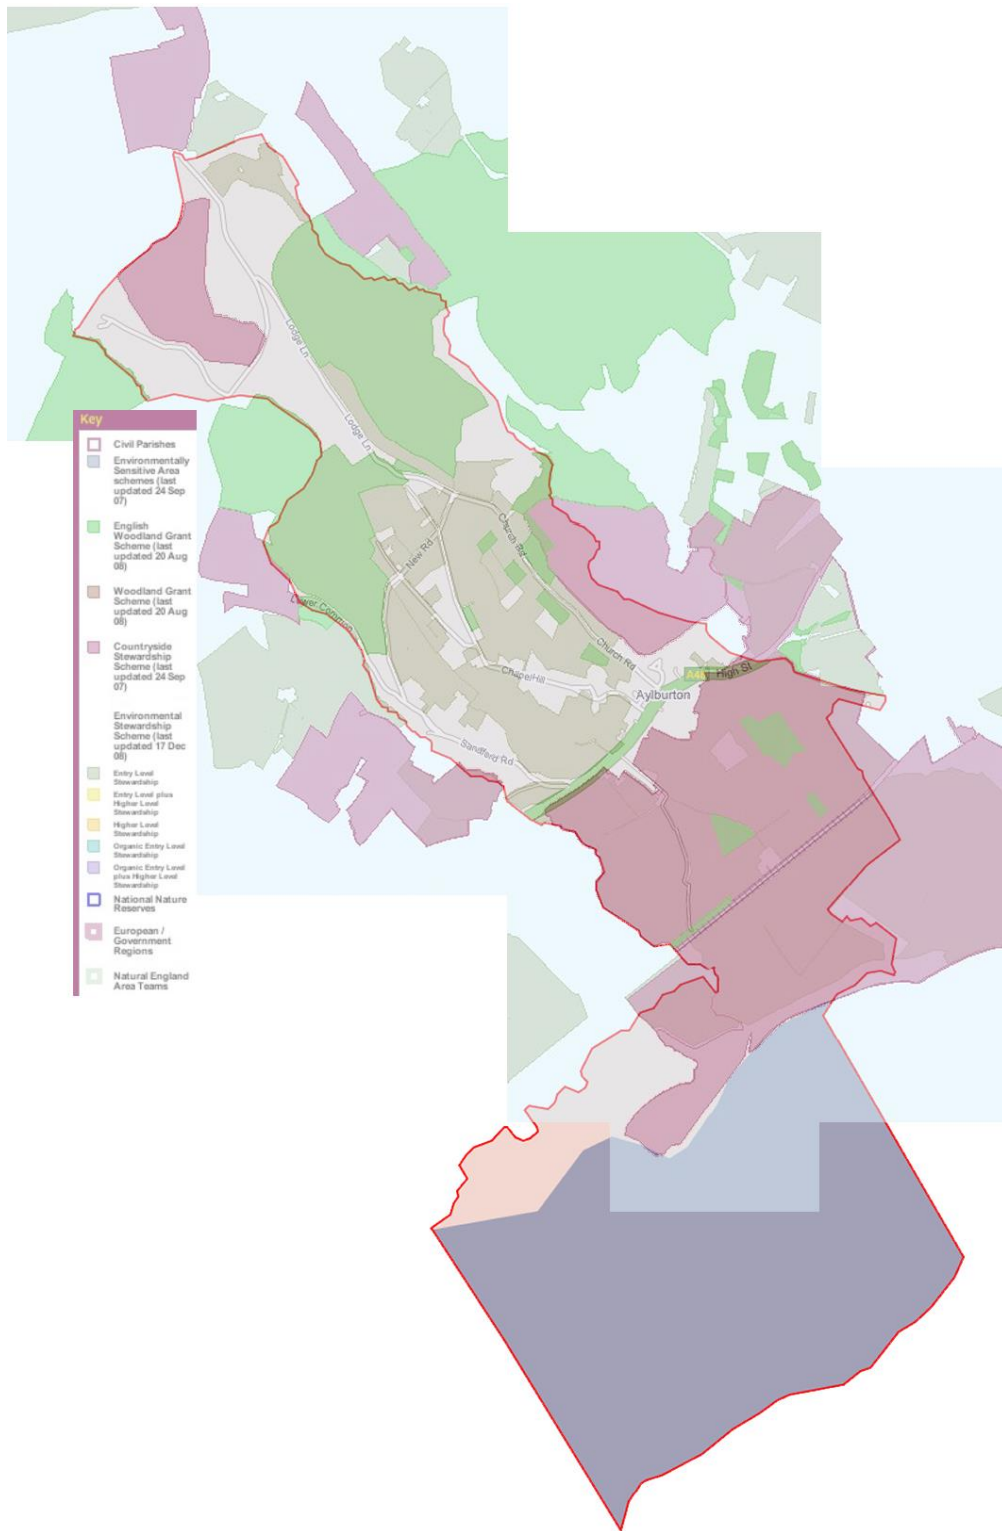 Lodge Ln
Lodge Ln
Church Rd
New Rd
Lower Common
Church Rd
A48
High St
Chapel Hill
Aylburton
Sandford Rd
Key
Civil Parishes
Environmentally
Sensitive Area
schemes (last
updated 24 Sep
07)
English
Woodland Grant
Scheme (last
updated 20 Aug
08)
Woodland Grant
Scheme (last
updated 20 Aug
08)
Countryside
Stewardship
Scheme (last
updated 24 Sep
07)
Environmental
Stewardship
Scheme (last
updated 17 Dec
08)
Entry Level
Stewardship
Entry Level plus
Higher Level
Stewardship
Higher Level
Stewardship
Organic Entry Level
Stewardship
Organic Entry Level
plus Higher Level
Stewardship
National Nature
Reserves
European /
Government
Regions
Natural England
Area Teams